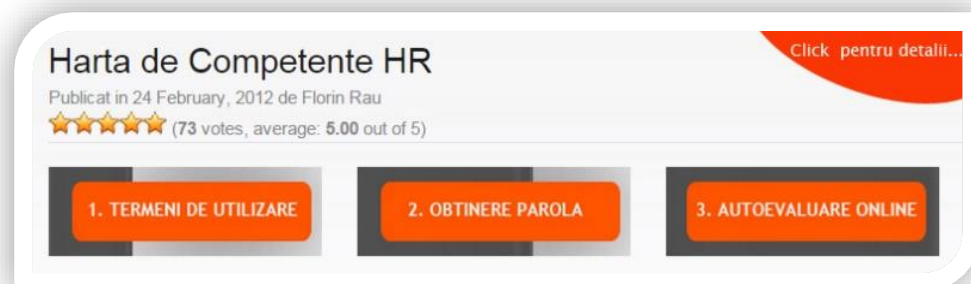 Harta de Competente HR
Click pentru detalii...
Publicat in 24 February, 2012 de Florin Rau
(73 votes, average: 5.00 out of 5)
1. TERMENI DE UTILIZARE
2. OBTINERE PAROLA
3. AUTOEVALUARE ONLINE